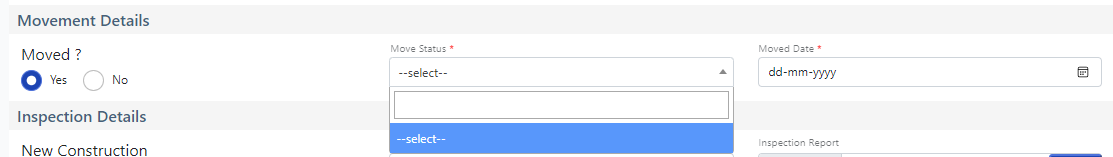 Movement Details
Moved ?
Yes
No
Move Status *
--select--
--select--
Moved Date *
dd-mm-yyyy
Inspection Details
New Construction
Inspection Report